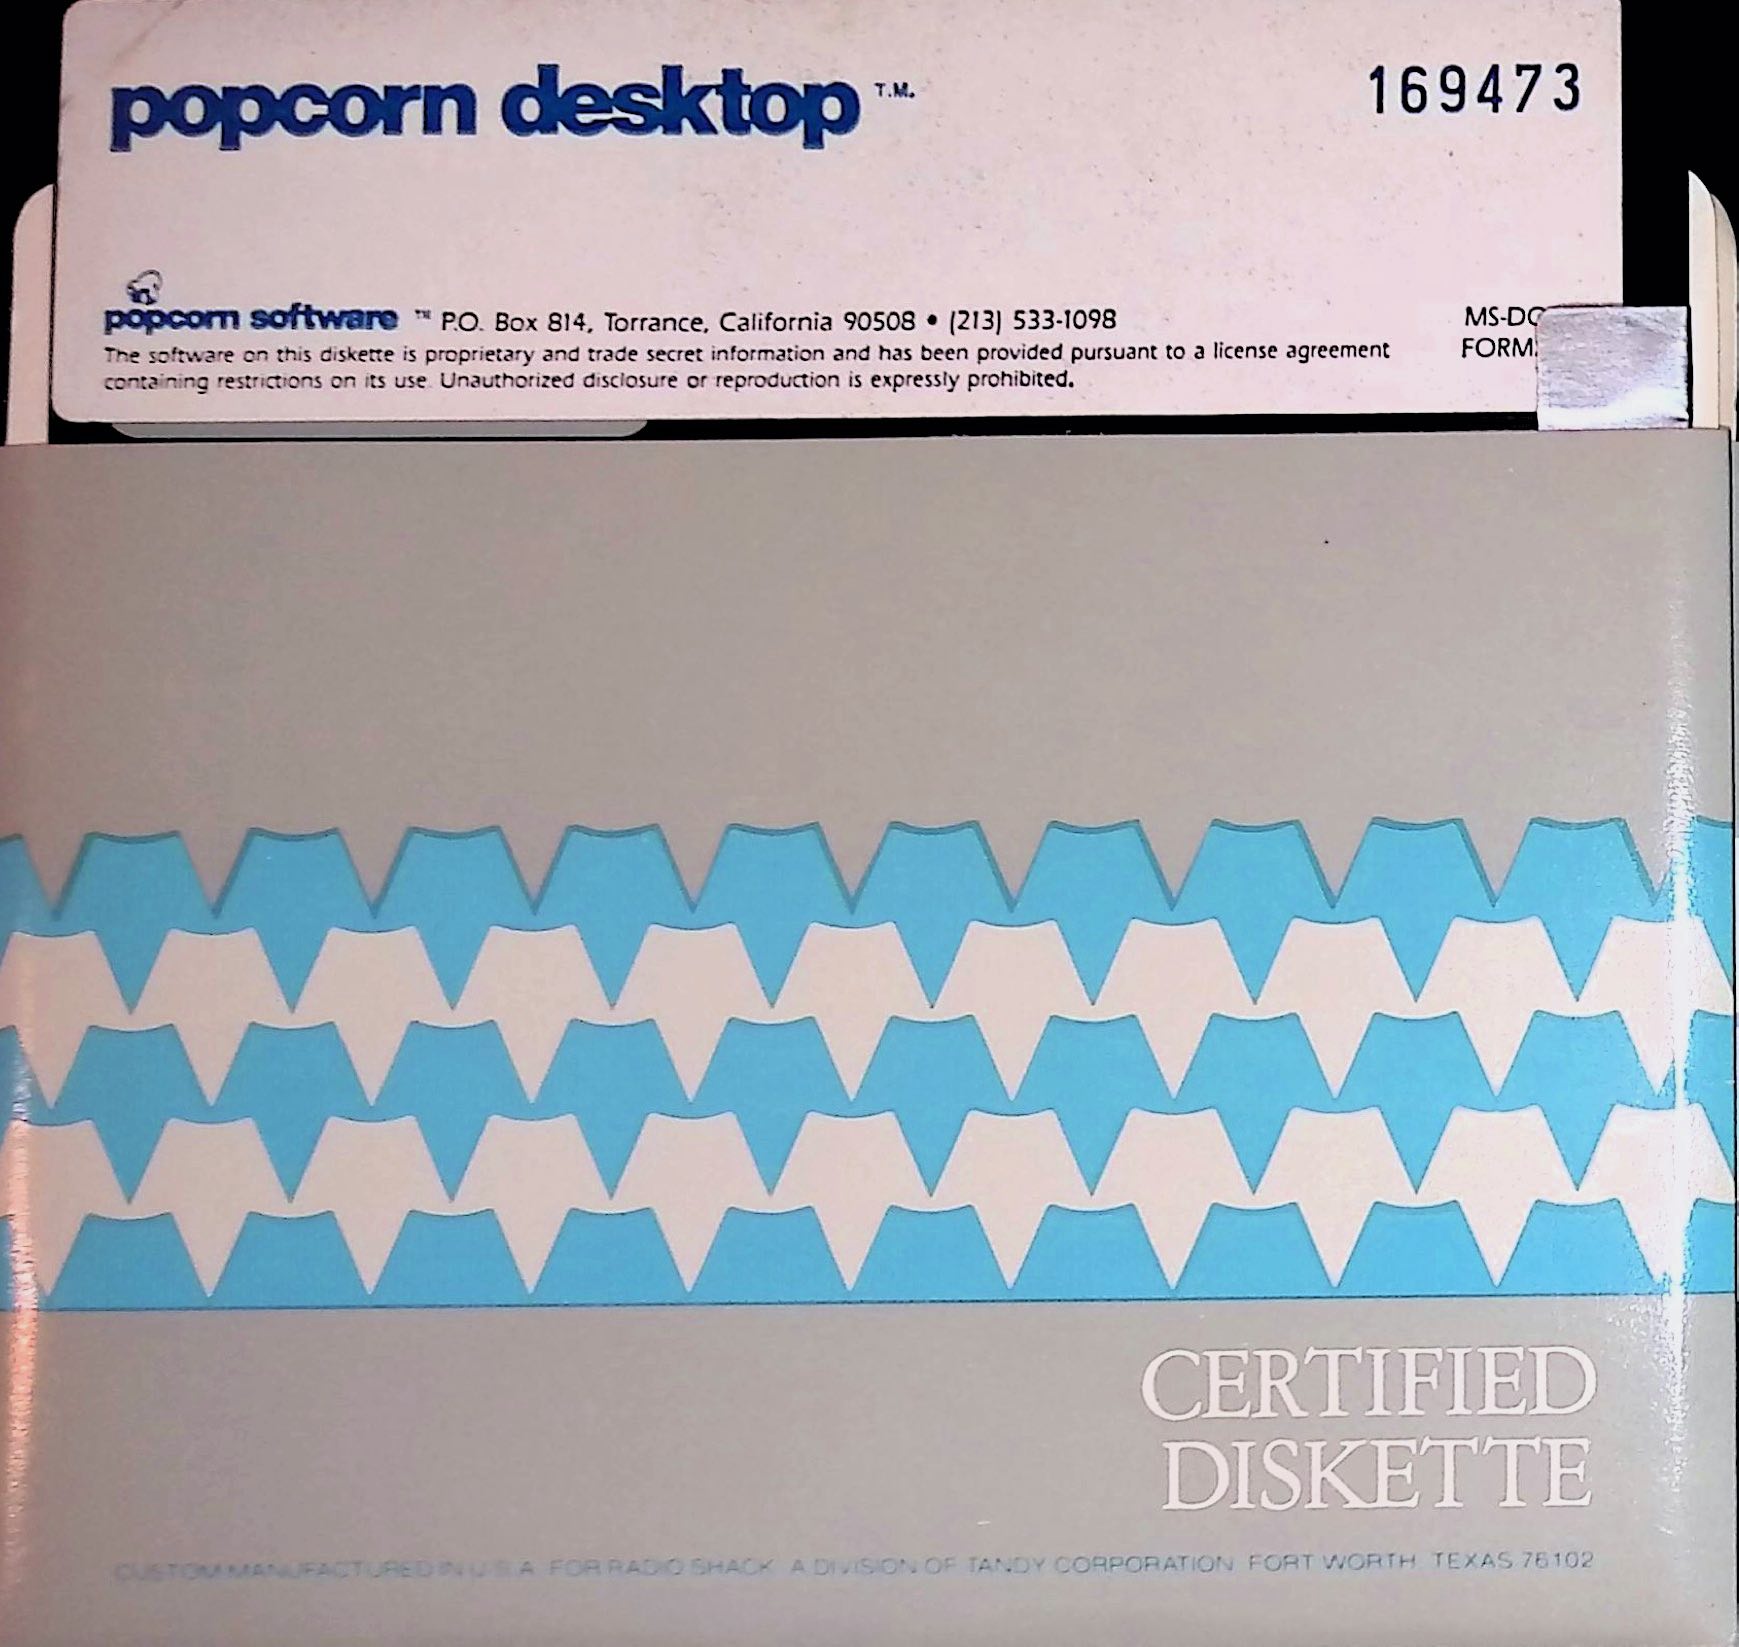 popcorn desktop T.M.
169473
popcorn software ™ P.O. Box 814, Torrance, California 90508 • (213) 533-1098
The software on this diskette is proprietary and trade secret information and has been provided pursuant to a license agreement
containing restrictions on its use. Unauthorized disclosure or reproduction is expressly prohibited.
MS-DO
FORM
CERTIFIED
DISKETTE
CUSTOM MANUFACTURED IN U.S.A. FOR RADIO SHACK A DIVISION OF TANDY CORPORATION FORT WORTH TEXAS 76102